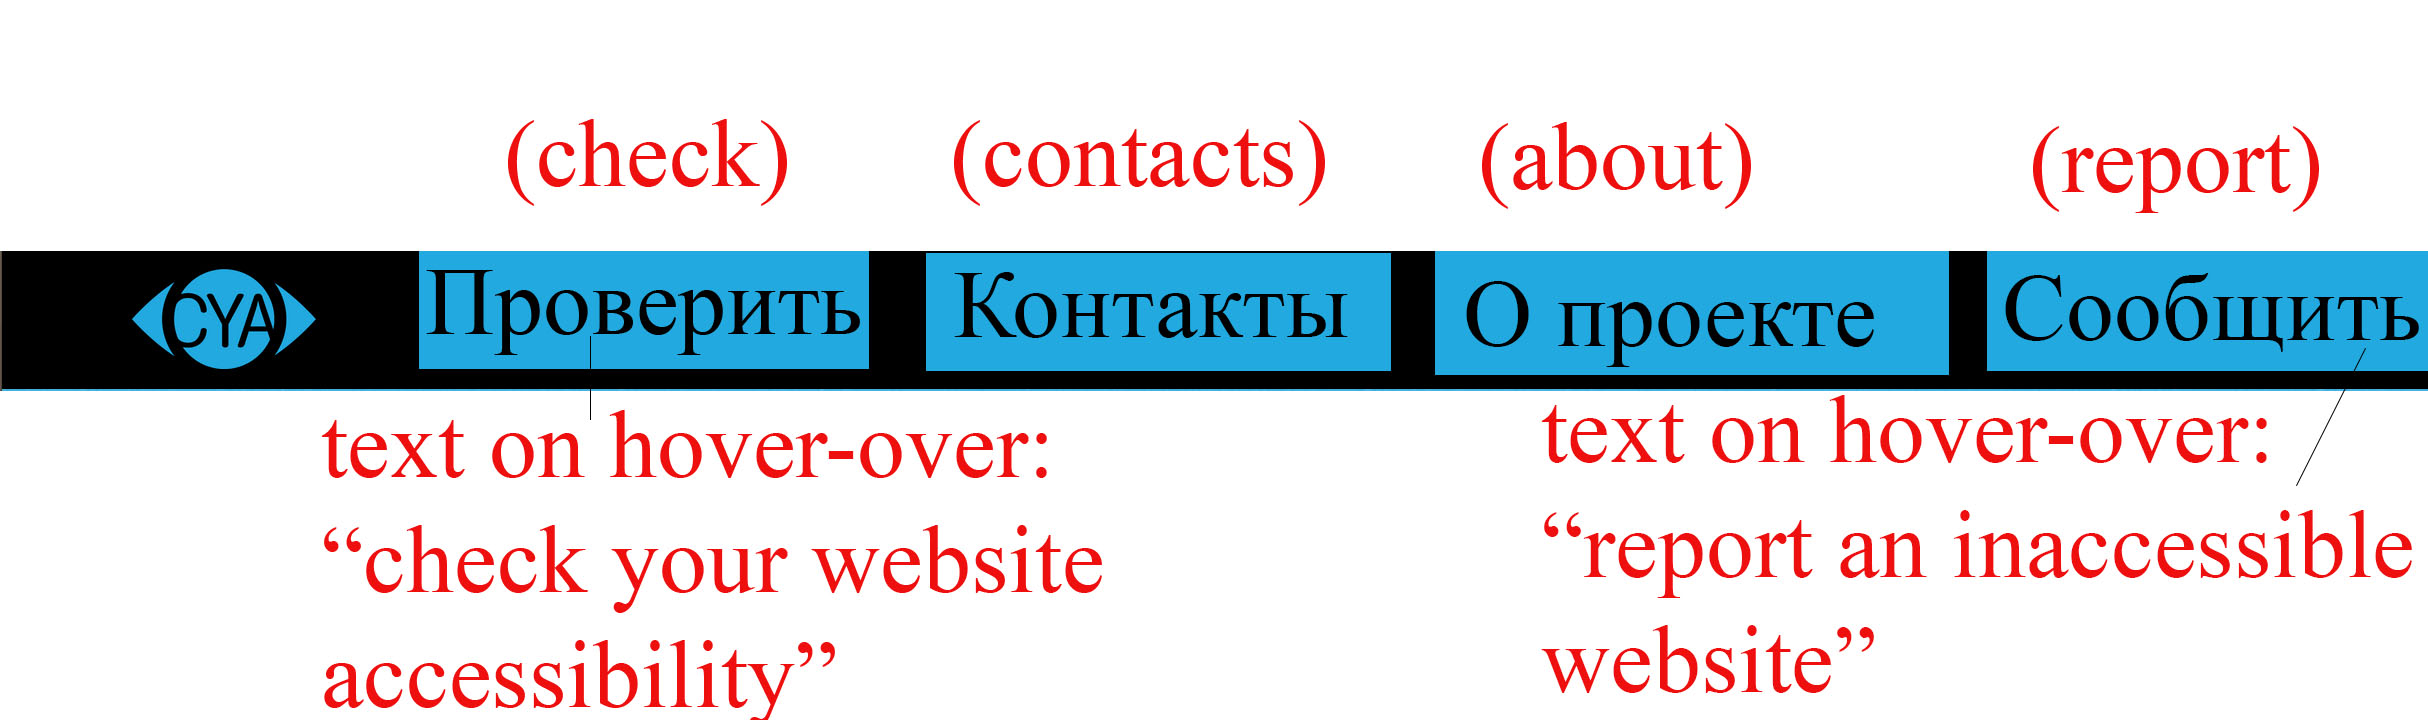 (check) (contacts) (about) (report)
CYA Проверить Контакты О проекте Сообщить
text on hover-over:
“check your website
accessibility”
text on hover-over:
“report an inaccessible
website”